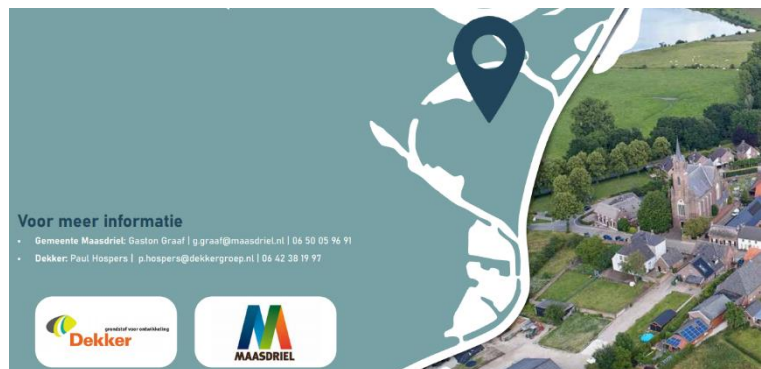 Voor meer informatie
• Gemeente Maasdriel: Gaston Graaf | g.graaf@maasdriel.nl | 06 50 05 96 91
• Dekker: Paul Hospers | p.hospers@dekkergroep.nl | 06 42 38 19 97
grondstof voor ontwikkeling
Dekker
MAASDRIEL